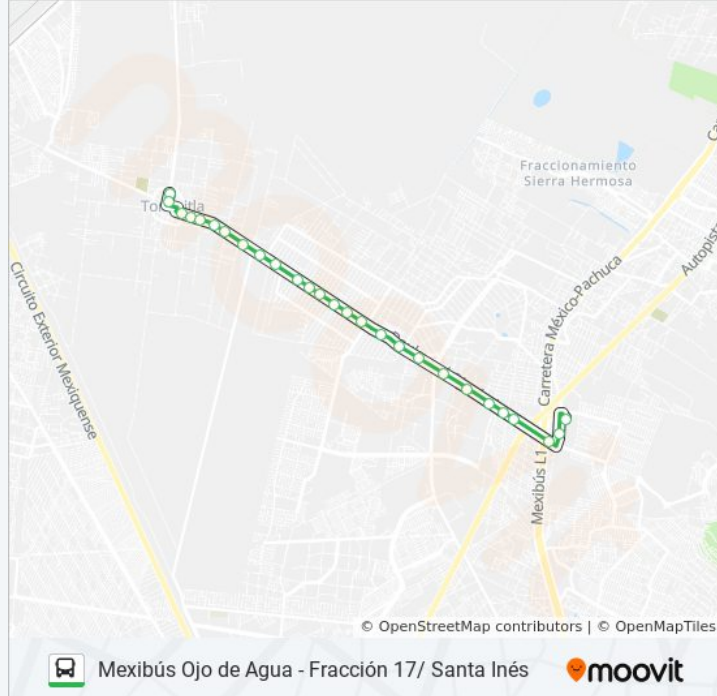 Fraccionamiento
Sierra Hermosa
Carretera México-Pachuca
Circuito Exterior Mexiquense
Mexibús L1
© OpenStreetMap contributors | © OpenMapTiles
Mexibús Ojo de Agua - Fracción 17/ Santa Inés
moovit